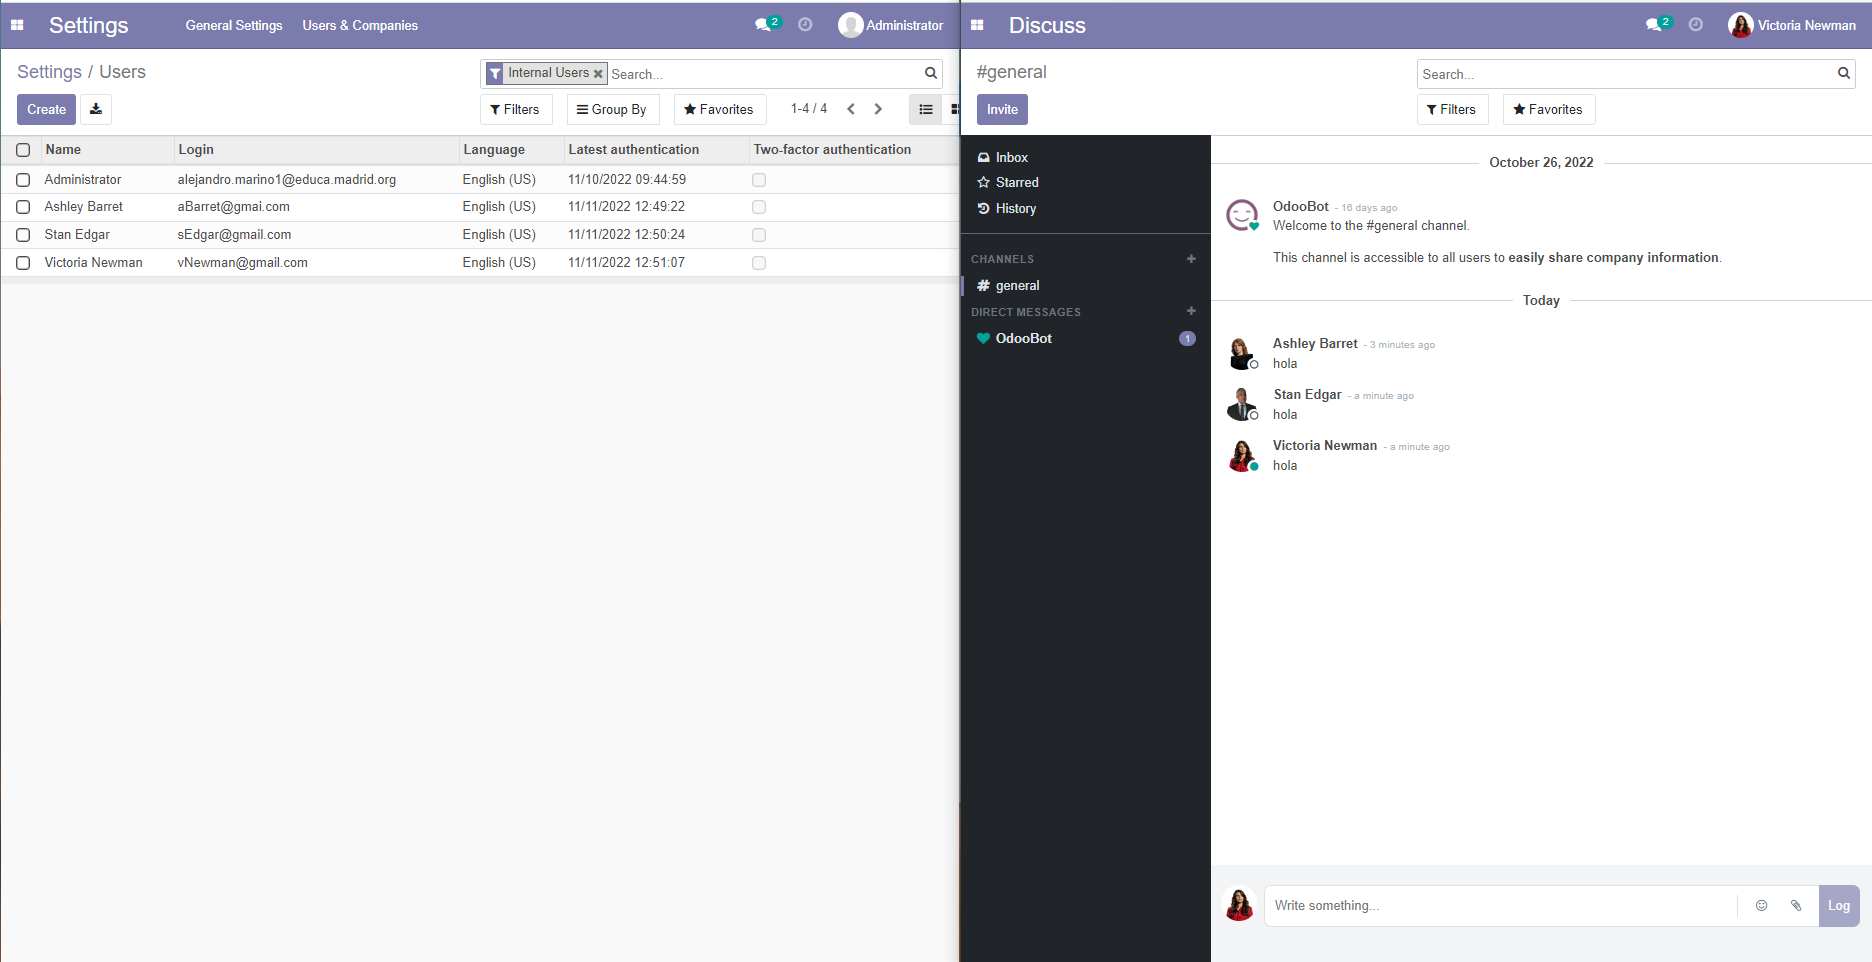 Settings General Settings Users & Companies 2 Administrator
Settings / Users
Internal Users Search...
Create Filters Group By Favorites 1-4 / 4
Name Login Language Latest authentication Two-factor authentication
Administrator alejandro.marino1@educa.madrid.org English (US) 11/10/2022 09:44:59
Ashley Barret aBarret@gmai.com English (US) 11/11/2022 12:49:22
Stan Edgar sEdgar@gmail.com English (US) 11/11/2022 12:50:24
Victoria Newman vNewman@gmail.com English (US) 11/11/2022 12:51:07
Discuss 2 Victoria Newman
#general Search...
Invite Filters Favorites
Inbox
Starred
History
CHANNELS +
# general
DIRECT MESSAGES +
OdooBot 1
October 26, 2022
OdooBot - 16 days ago
Welcome to the #general channel.
This channel is accessible to all users to easily share company information.
Today
Ashley Barret - 3 minutes ago
hola
Stan Edgar - a minute ago
hola
Victoria Newman - a minute ago
hola
Write something... Log